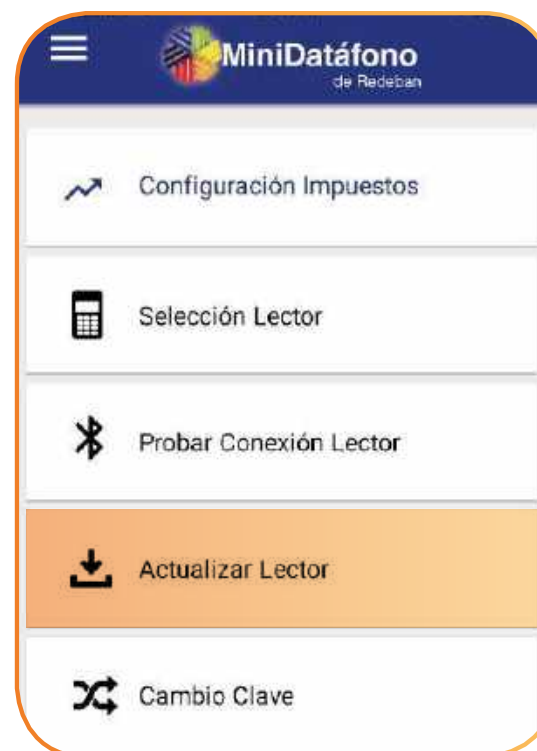 MiniDatáfono
de Redeban
Configuración Impuestos
Selección Lector
Probar Conexión Lector
Actualizar Lector
Cambio Clave